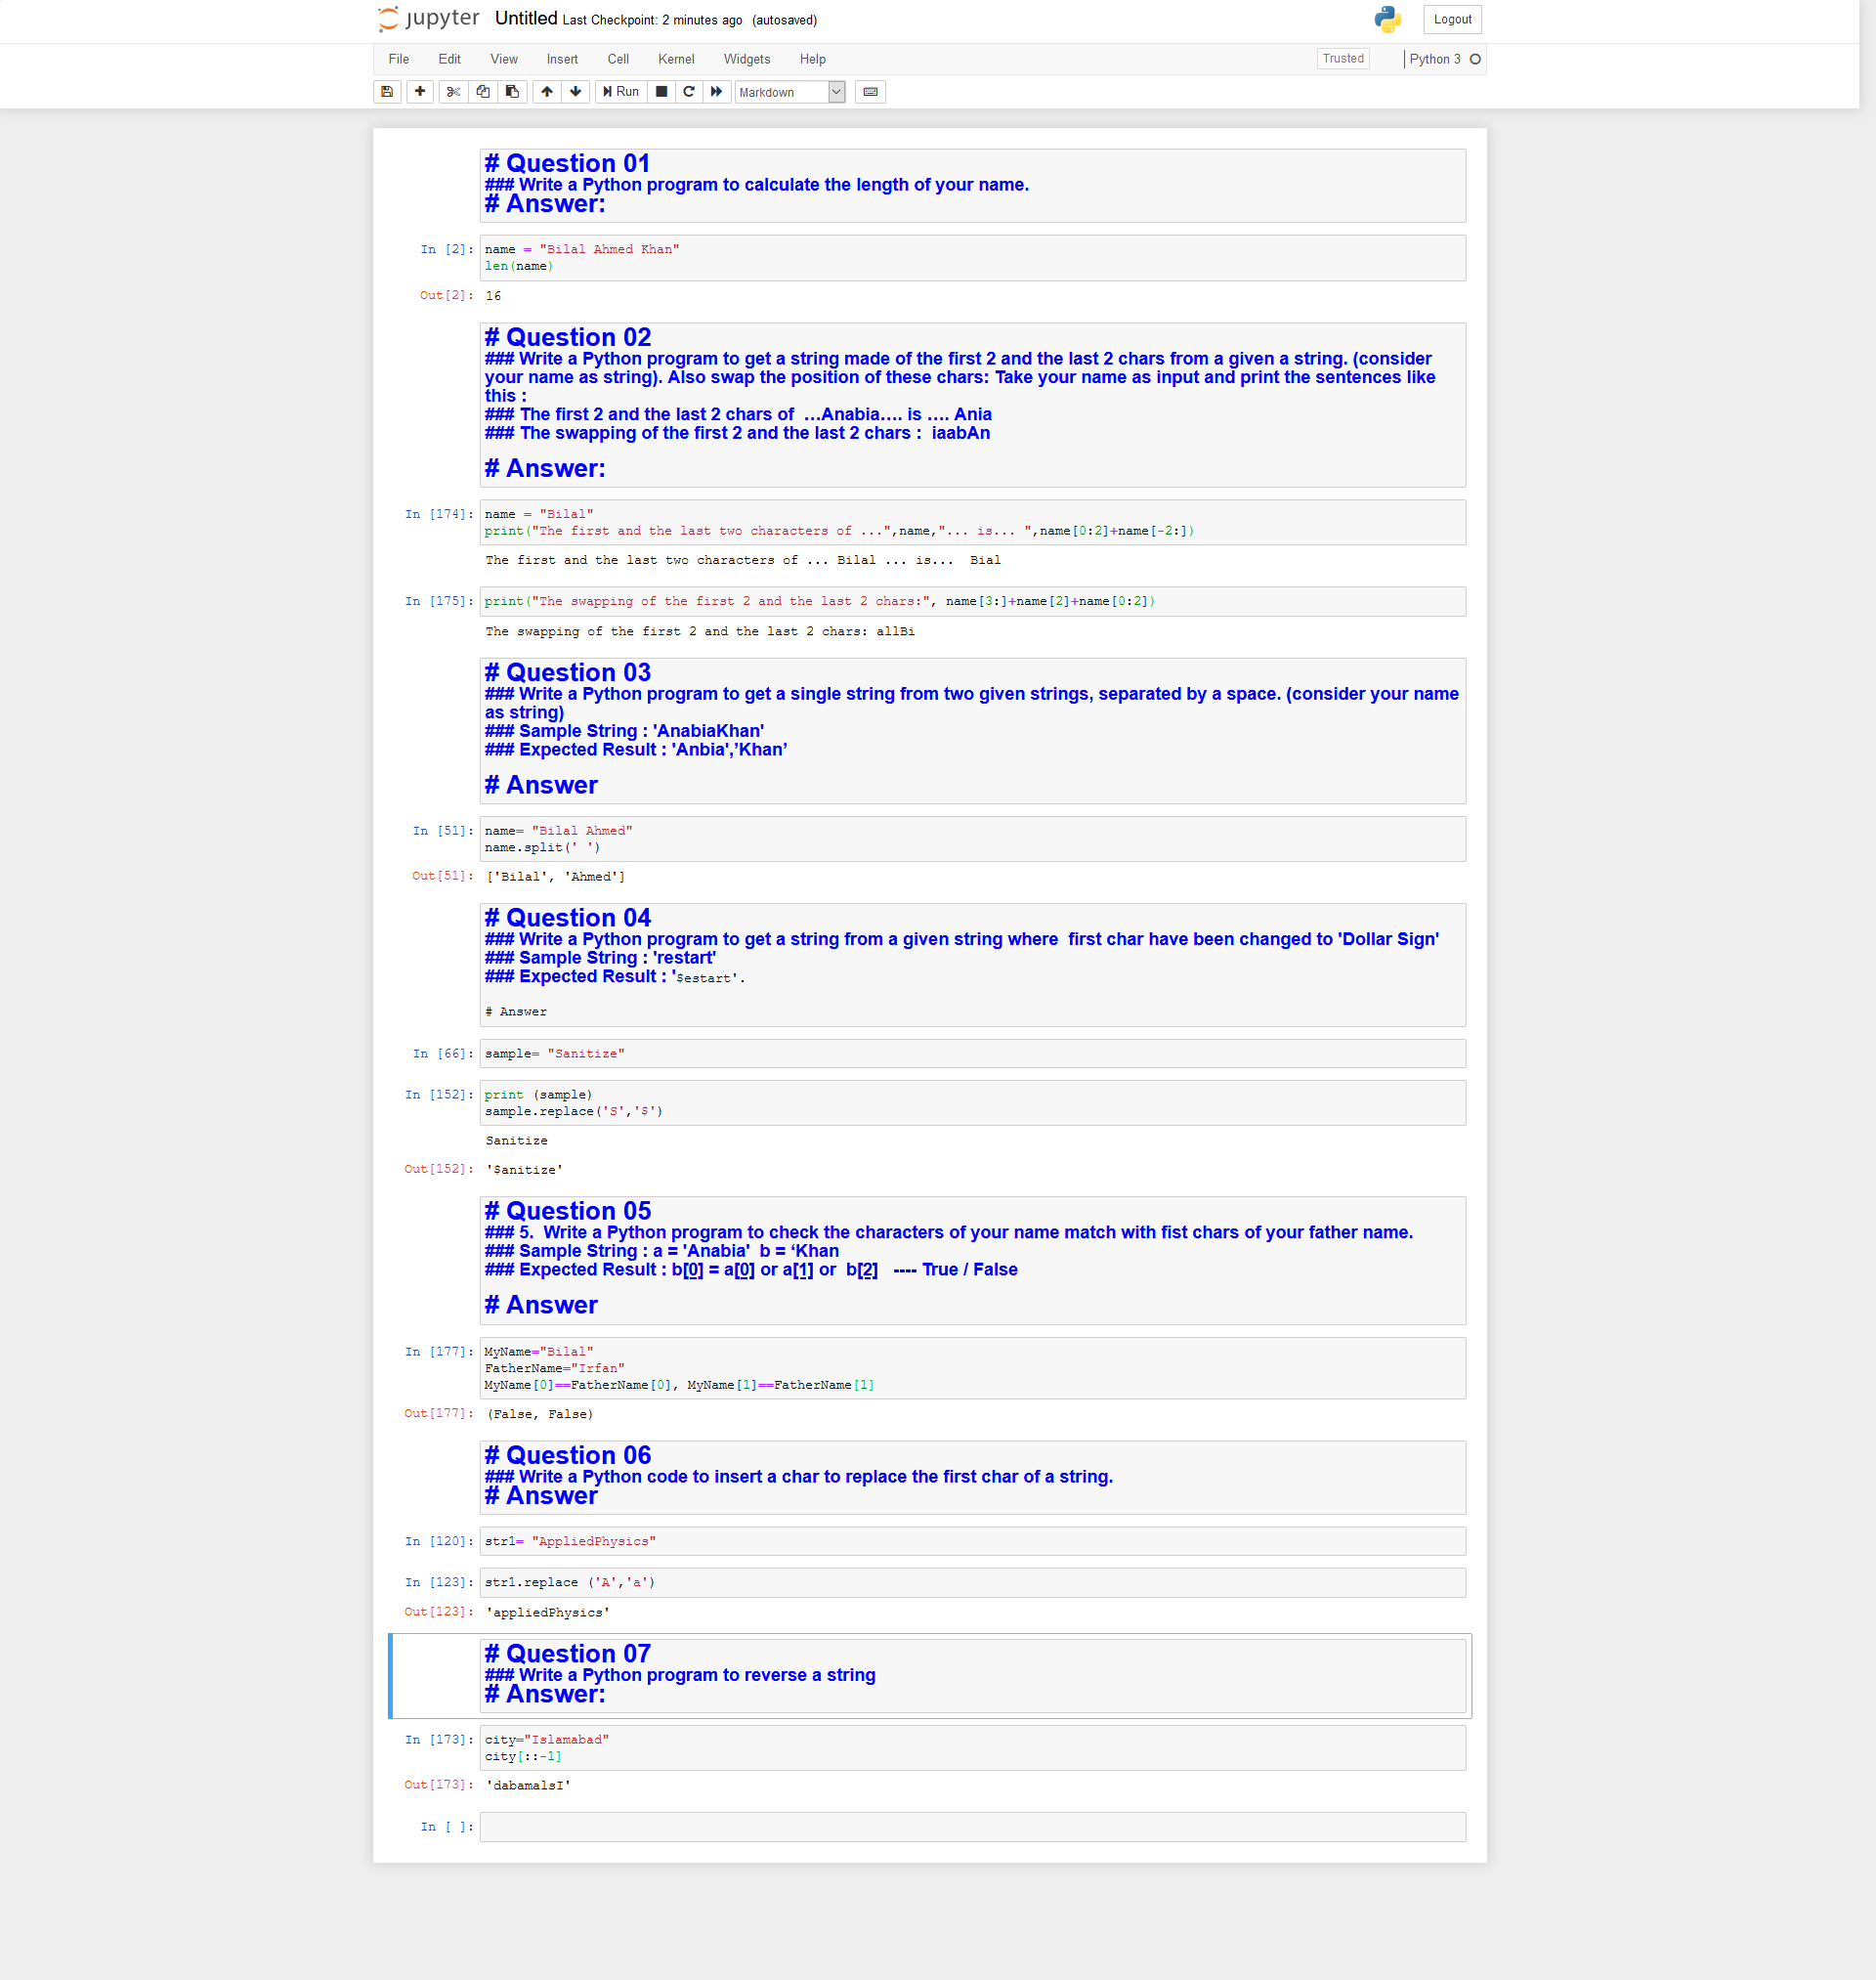 jupyter Untitled Last Checkpoint: 2 minutes ago (autosaved) Logout
File Edit View Insert Cell Kernel Widgets Help Trusted Python 3
Run Markdown
# Question 01
### Write a Python program to calculate the length of your name.
# Answer:
In [2]: name = "Bilal Ahmed Khan"
len(name)
Out[2]: 16
# Question 02
### Write a Python program to get a string made of the first 2 and the last 2 chars from a given a string. (consider
your name as string). Also swap the position of these chars: Take your name as input and print the sentences like
this :
### The first 2 and the last 2 chars of  …Anabia…. is …. Ania
### The swapping of the first 2 and the last 2 chars :  iaabAn
# Answer:
In [174]: name = "Bilal"
print("The first and the last two characters of ...",name,"... is... ",name[0:2]+name[-2:])
The first and the last two characters of ... Bilal ... is...  Bial
In [175]: print("The swapping of the first 2 and the last 2 chars:", name[3:]+name[2]+name[0:2])
The swapping of the first 2 and the last 2 chars: allBi
# Question 03
### Write a Python program to get a single string from two given strings, separated by a space. (consider your name
as string)
### Sample String : 'AnabiaKhan'
### Expected Result : 'Anbia',’Khan’
# Answer
In [51]: name= "Bilal Ahmed"
name.split(' ')
Out[51]: ['Bilal', 'Ahmed']
# Question 04
### Write a Python program to get a string from a given string where  first char have been changed to 'Dollar Sign'
### Sample String : 'restart'
### Expected Result : '$estart'.
# Answer
In [66]: sample= "Sanitize"
In [152]: print (sample)
sample.replace('S','$')
Sanitize
Out[152]: '$anitize'
# Question 05
### 5.  Write a Python program to check the characters of your name match with fist chars of your father name.
### Sample String : a = 'Anabia'  b = ‘Khan
### Expected Result : b[0] = a[0] or a[1] or  b[2]   ---- True / False
# Answer
In [177]: MyName="Bilal"
FatherName="Irfan"
MyName[0]==FatherName[0], MyName[1]==FatherName[1]
Out[177]: (False, False)
# Question 06
### Write a Python code to insert a char to replace the first char of a string.
# Answer
In [120]: str1= "AppliedPhysics"
In [123]: str1.replace ('A','a')
Out[123]: 'appliedPhysics'
# Question 07
### Write a Python program to reverse a string
# Answer:
In [173]: city="Islamabad"
city[::-1]
Out[173]: 'dabamalsI'
In [ ]: